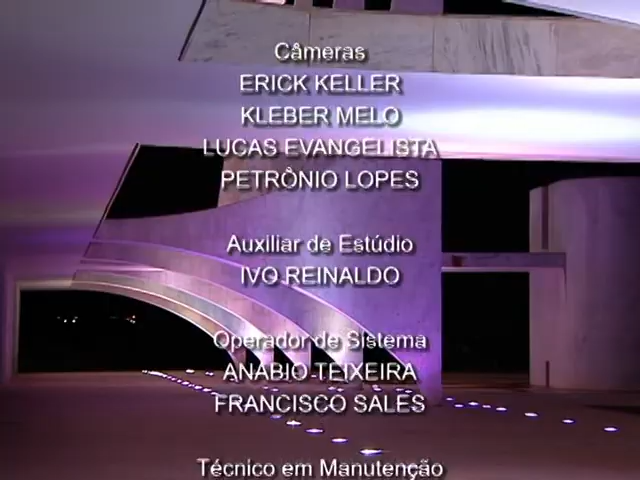 Câmeras
ERICK KELLER
KLEBER MELO
LUCAS EVANGELISTA
PETRÔNIO LOPES
Auxiliar de Estúdio
IVO REINALDO
Operador de Sistema
ANÁBIO TEIXEIRA
FRANCISCO SALES
Técnico em Manutenção